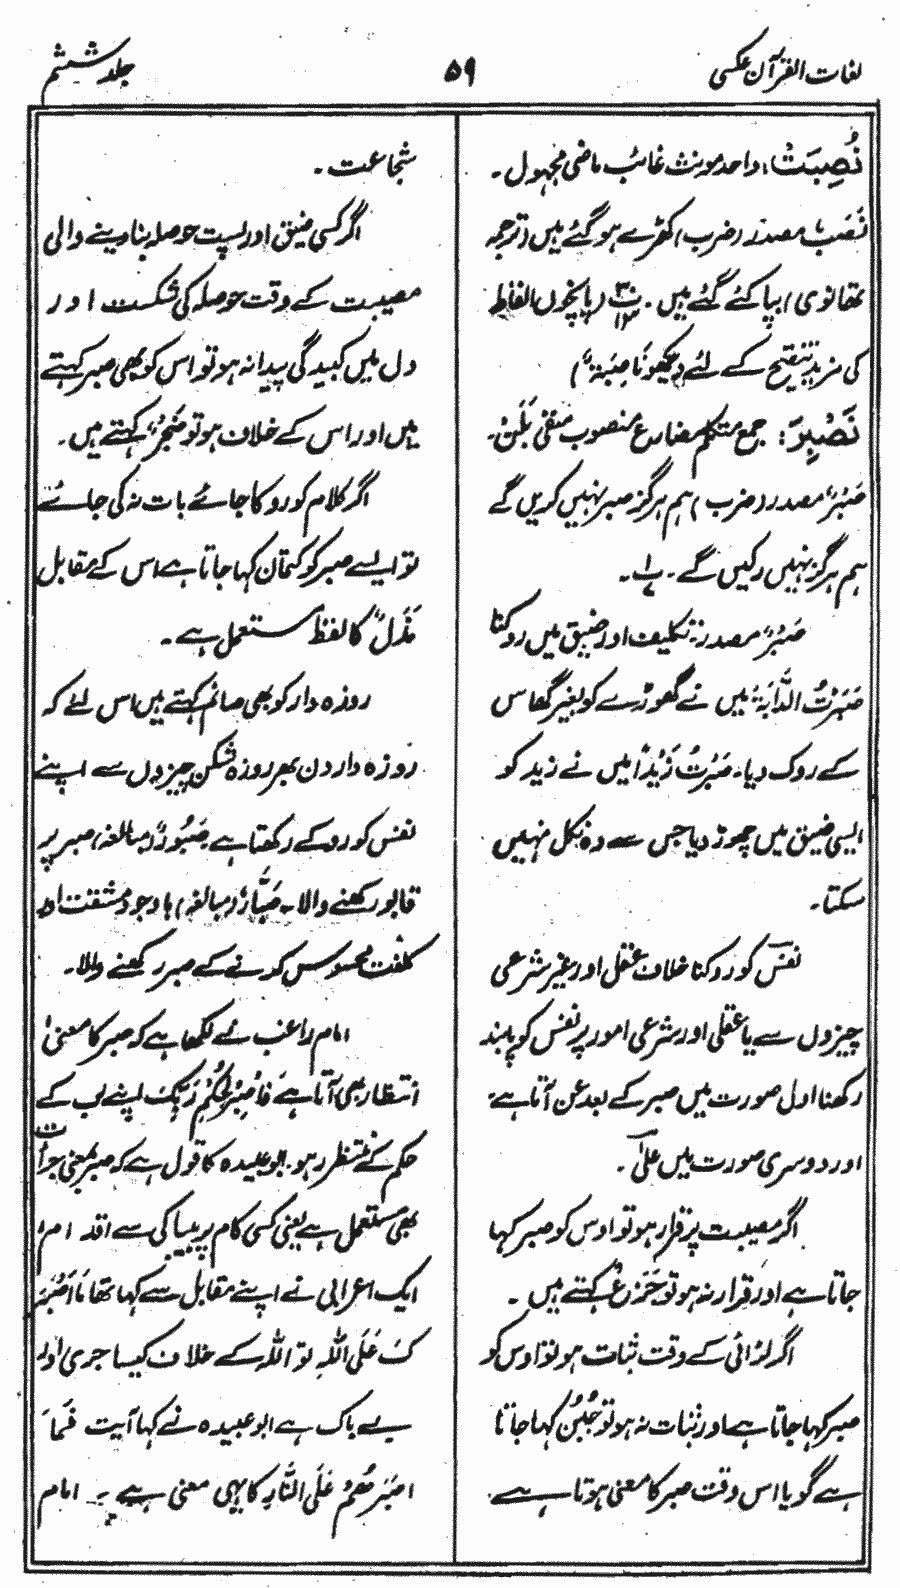 لغات القرآن عکسی
۵۹
جلد ششم
نُصِبَتْ: واحد مونث غائب ماضی مجہول۔
نَصْبٌ مصدر (ضرب) کھڑے ہو گئے ہیں (ترجمہ
تھانوی) بپا کئے گئے ہیں۔ پ۳۰ ۱۳ (پانچوں الفاظ
کی مزید تنقیح کے لئے دیکھو نَاصِبَۃٌ)
نَصْبِرَ: جمع متکلم مضارع منصوب منفی بَلَنْ۔
صَبْرٌ مصدر (ضرب) ہم ہرگز صبر نہیں کریں گے
ہم ہرگز نہیں رکیں گے۔ پ۱
صَبْرٌ مصدر: تکلیف اور ضیق میں روکنا
صَبَرْتُ الدَّابَّۃَ میں نے گھوڑے کو بغیر گھاس
کے روک دیا۔ صَبَرْتُ زَیْدًا میں نے زید کو
ایسی ضیق میں چھوڑ دیا جس سے وہ نکل نہیں
سکتا۔
نفس کو روکنا خلاف عقل اور غیر شرعی
چیزوں سے یا عقلی اور شرعی امور پر نفس کو پابند
رکھنا اول صورت میں صبر کے بعد عن آتا ہے
اور دوسری صورت میں علیٰ۔
اگر مصیبت پر قرار ہو تو اوس کو صبر کہا
جاتا ہے اور قرار نہ ہو تو جَزْعٌ کہتے ہیں۔
اگر لڑائی کے وقت ثبات ہو تو اوس کو
صبر کہا جاتا ہے اور ثبات نہ ہو تو جُبْنٌ کہا جاتا
ہے گویا اس وقت صبر کا معنی ہوتا ہے
شجاعت۔
اگر کسی ضیق اور پست حوصلہ بنا دینے والی
مصیبت کے وقت حوصلہ کی شکست اور
دل میں کبیدگی پیدا نہ ہو تو اس کو بھی صبر کہتے
ہیں اور اس کے خلاف ہو تو ضَجَرٌ کہتے ہیں۔
اگر کلام کو روکا جائے بات نہ کی جائے
تو ایسے صبر کو کتمان کہا جاتا ہے اس کے مقابل
مَذَلٌ کا لفظ مستعمل ہے۔
روزہ دار کو بھی صائم کہتے ہیں اس لئے کہ
روزہ دار دن بھر روزہ شکن چیزوں سے اپنے
نفس کو روکے رکھتا ہے صَبُورٌ (مبالغہ) صبر پر
قابو رکھنے والا۔ صَبَّارٌ (مبالغہ) باوجود مشقت اور
کلفت محسوس کرنے کے صبر رکھنے والا۔
امام راغب نے لکھا ہے کہ صبر کا معنیٰ
انتظار بھی آتا ہے فَاصْبِرْ لِحُکْمِ رَبِّکَ اپنے رب کے
حکم کے منتظر رہو۔ ابو عبیدہ کا قول ہے کہ صبر بمعنی جرأت
بھی مستعمل ہے یعنی کسی کام پر بیباکی سے اقدام
ایک اعرابی نے اپنے مقابل سے کہا تھا مَا اَصْبَرَ
کَ عَلَی اللّٰہِ تو اللہ کے خلاف کیسا جری اور
بے باک ہے ابو عبیدہ نے کہا آیت فَمَا
اصْبَرَھُمْ عَلَی النَّارِ کا یہی معنی ہے۔ امام